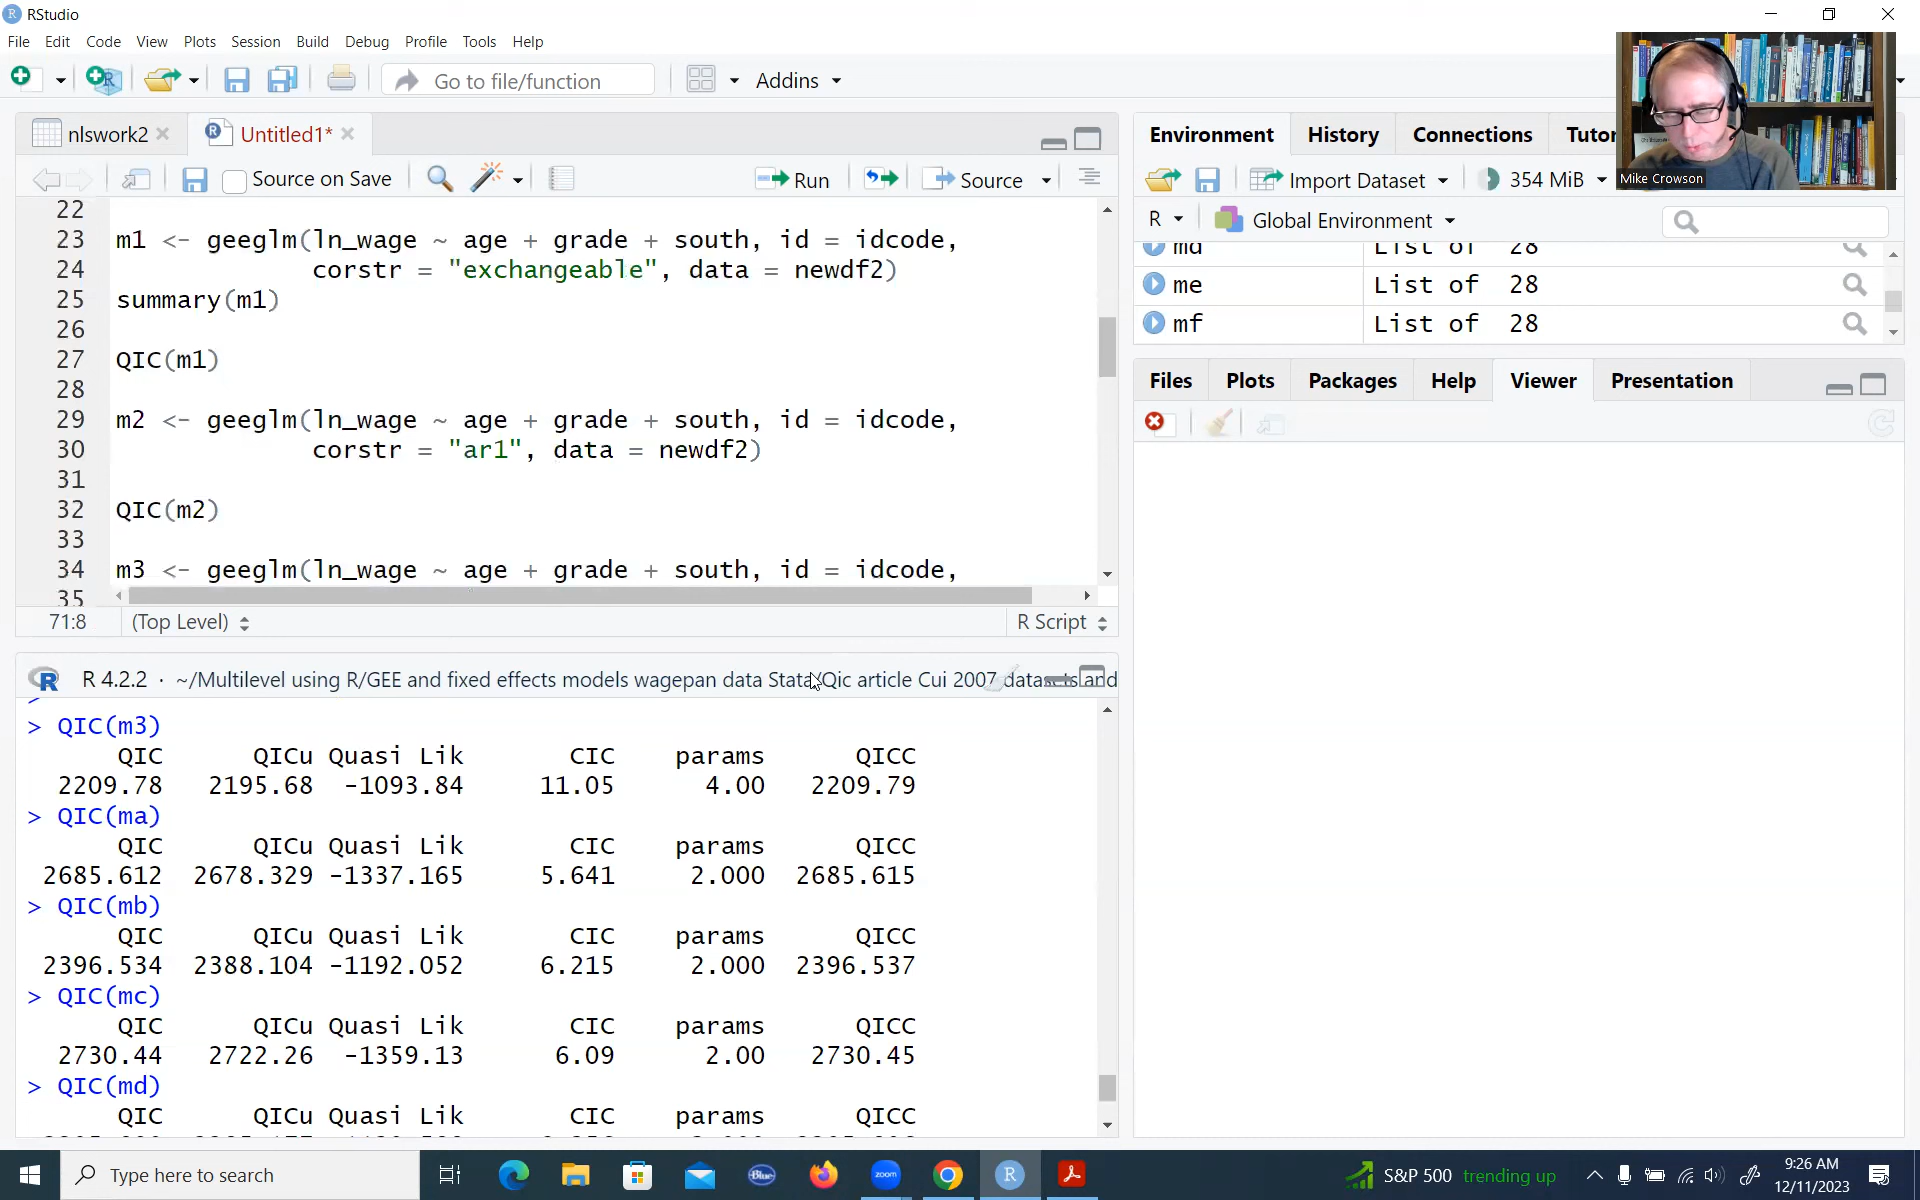 RStudio
File Edit Code View Plots Session Build Debug Profile Tools Help
Go to file/function Addins
nlswork2 Untitled1*
Source on Save Run Source
22
23 m1 <- geeglm(ln_wage ~ age + grade + south, id = idcode,
24 corstr = "exchangeable", data = newdf2)
25 summary(m1)
26
27 QIC(m1)
28
29 m2 <- geeglm(ln_wage ~ age + grade + south, id = idcode,
30 corstr = "ar1", data = newdf2)
31
32 QIC(m2)
33
34 m3 <- geeglm(ln_wage ~ age + grade + south, id = idcode,
35
71:8 (Top Level) R Script
R 4.2.2 · ~/Multilevel using R/GEE and fixed effects models wagepan data Stata/Qic article Cui 2007 datasets and
> QIC(m3)
QIC QICu Quasi Lik CIC params QICC
2209.78 2195.68 -1093.84 11.05 4.00 2209.79
> QIC(ma)
QIC QICu Quasi Lik CIC params QICC
2685.612 2678.329 -1337.165 5.641 2.000 2685.615
> QIC(mb)
QIC QICu Quasi Lik CIC params QICC
2396.534 2388.104 -1192.052 6.215 2.000 2396.537
> QIC(mc)
QIC QICu Quasi Lik CIC params QICC
2730.44 2722.26 -1359.13 6.09 2.00 2730.45
> QIC(md)
QIC QICu Quasi Lik CIC params QICC
Environment History Connections Tutor
Import Dataset 354 MiB
R Global Environment
md List of 28
me List of 28
mf List of 28
Files Plots Packages Help Viewer Presentation
Mike Crowson
Type here to search
Blue
zoom
S&P 500 trending up
9:26 AM
12/11/2023